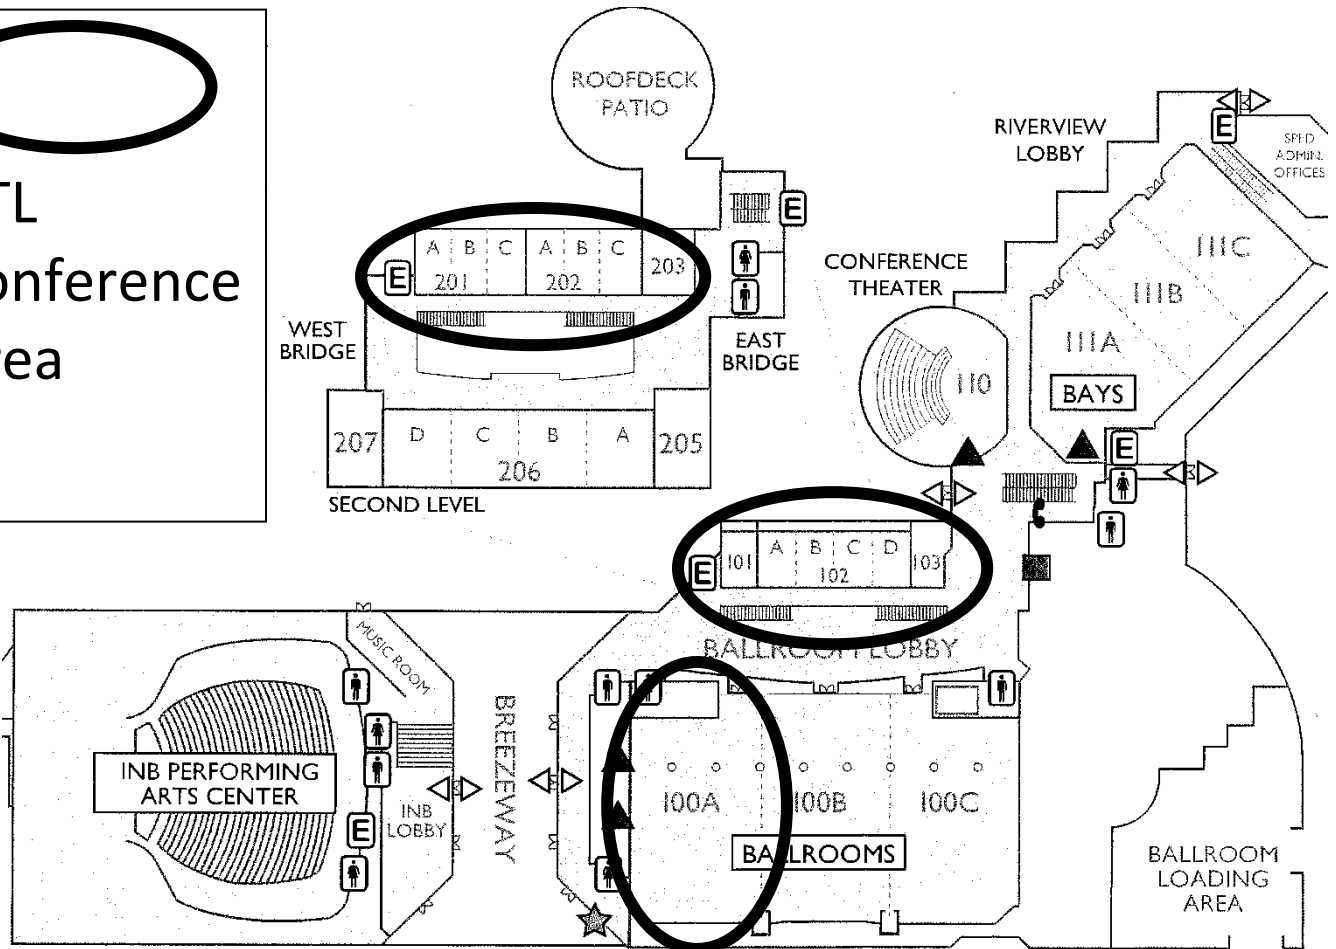 TL
onference
rea
ROOFDECK
PATIO
RIVERVIEW
LOBBY
E
SPFD
ADMIN.
OFFICES
E
A B C A B C
201 202 203
E
CONFERENCE
THEATER
IIIC
IIIB
IIIA
WEST
BRIDGE
EAST
BRIDGE
110
BAYS
207
D C B A
206
205
E
SECOND LEVEL
E
101
A B C D
102
103
BALLROOM LOBBY
MUSIC ROOM
BREEZEWAY
INB PERFORMING
ARTS CENTER
INB
LOBBY
E
100A 100B 100C
BALLROOMS
BALLROOM
LOADING
AREA